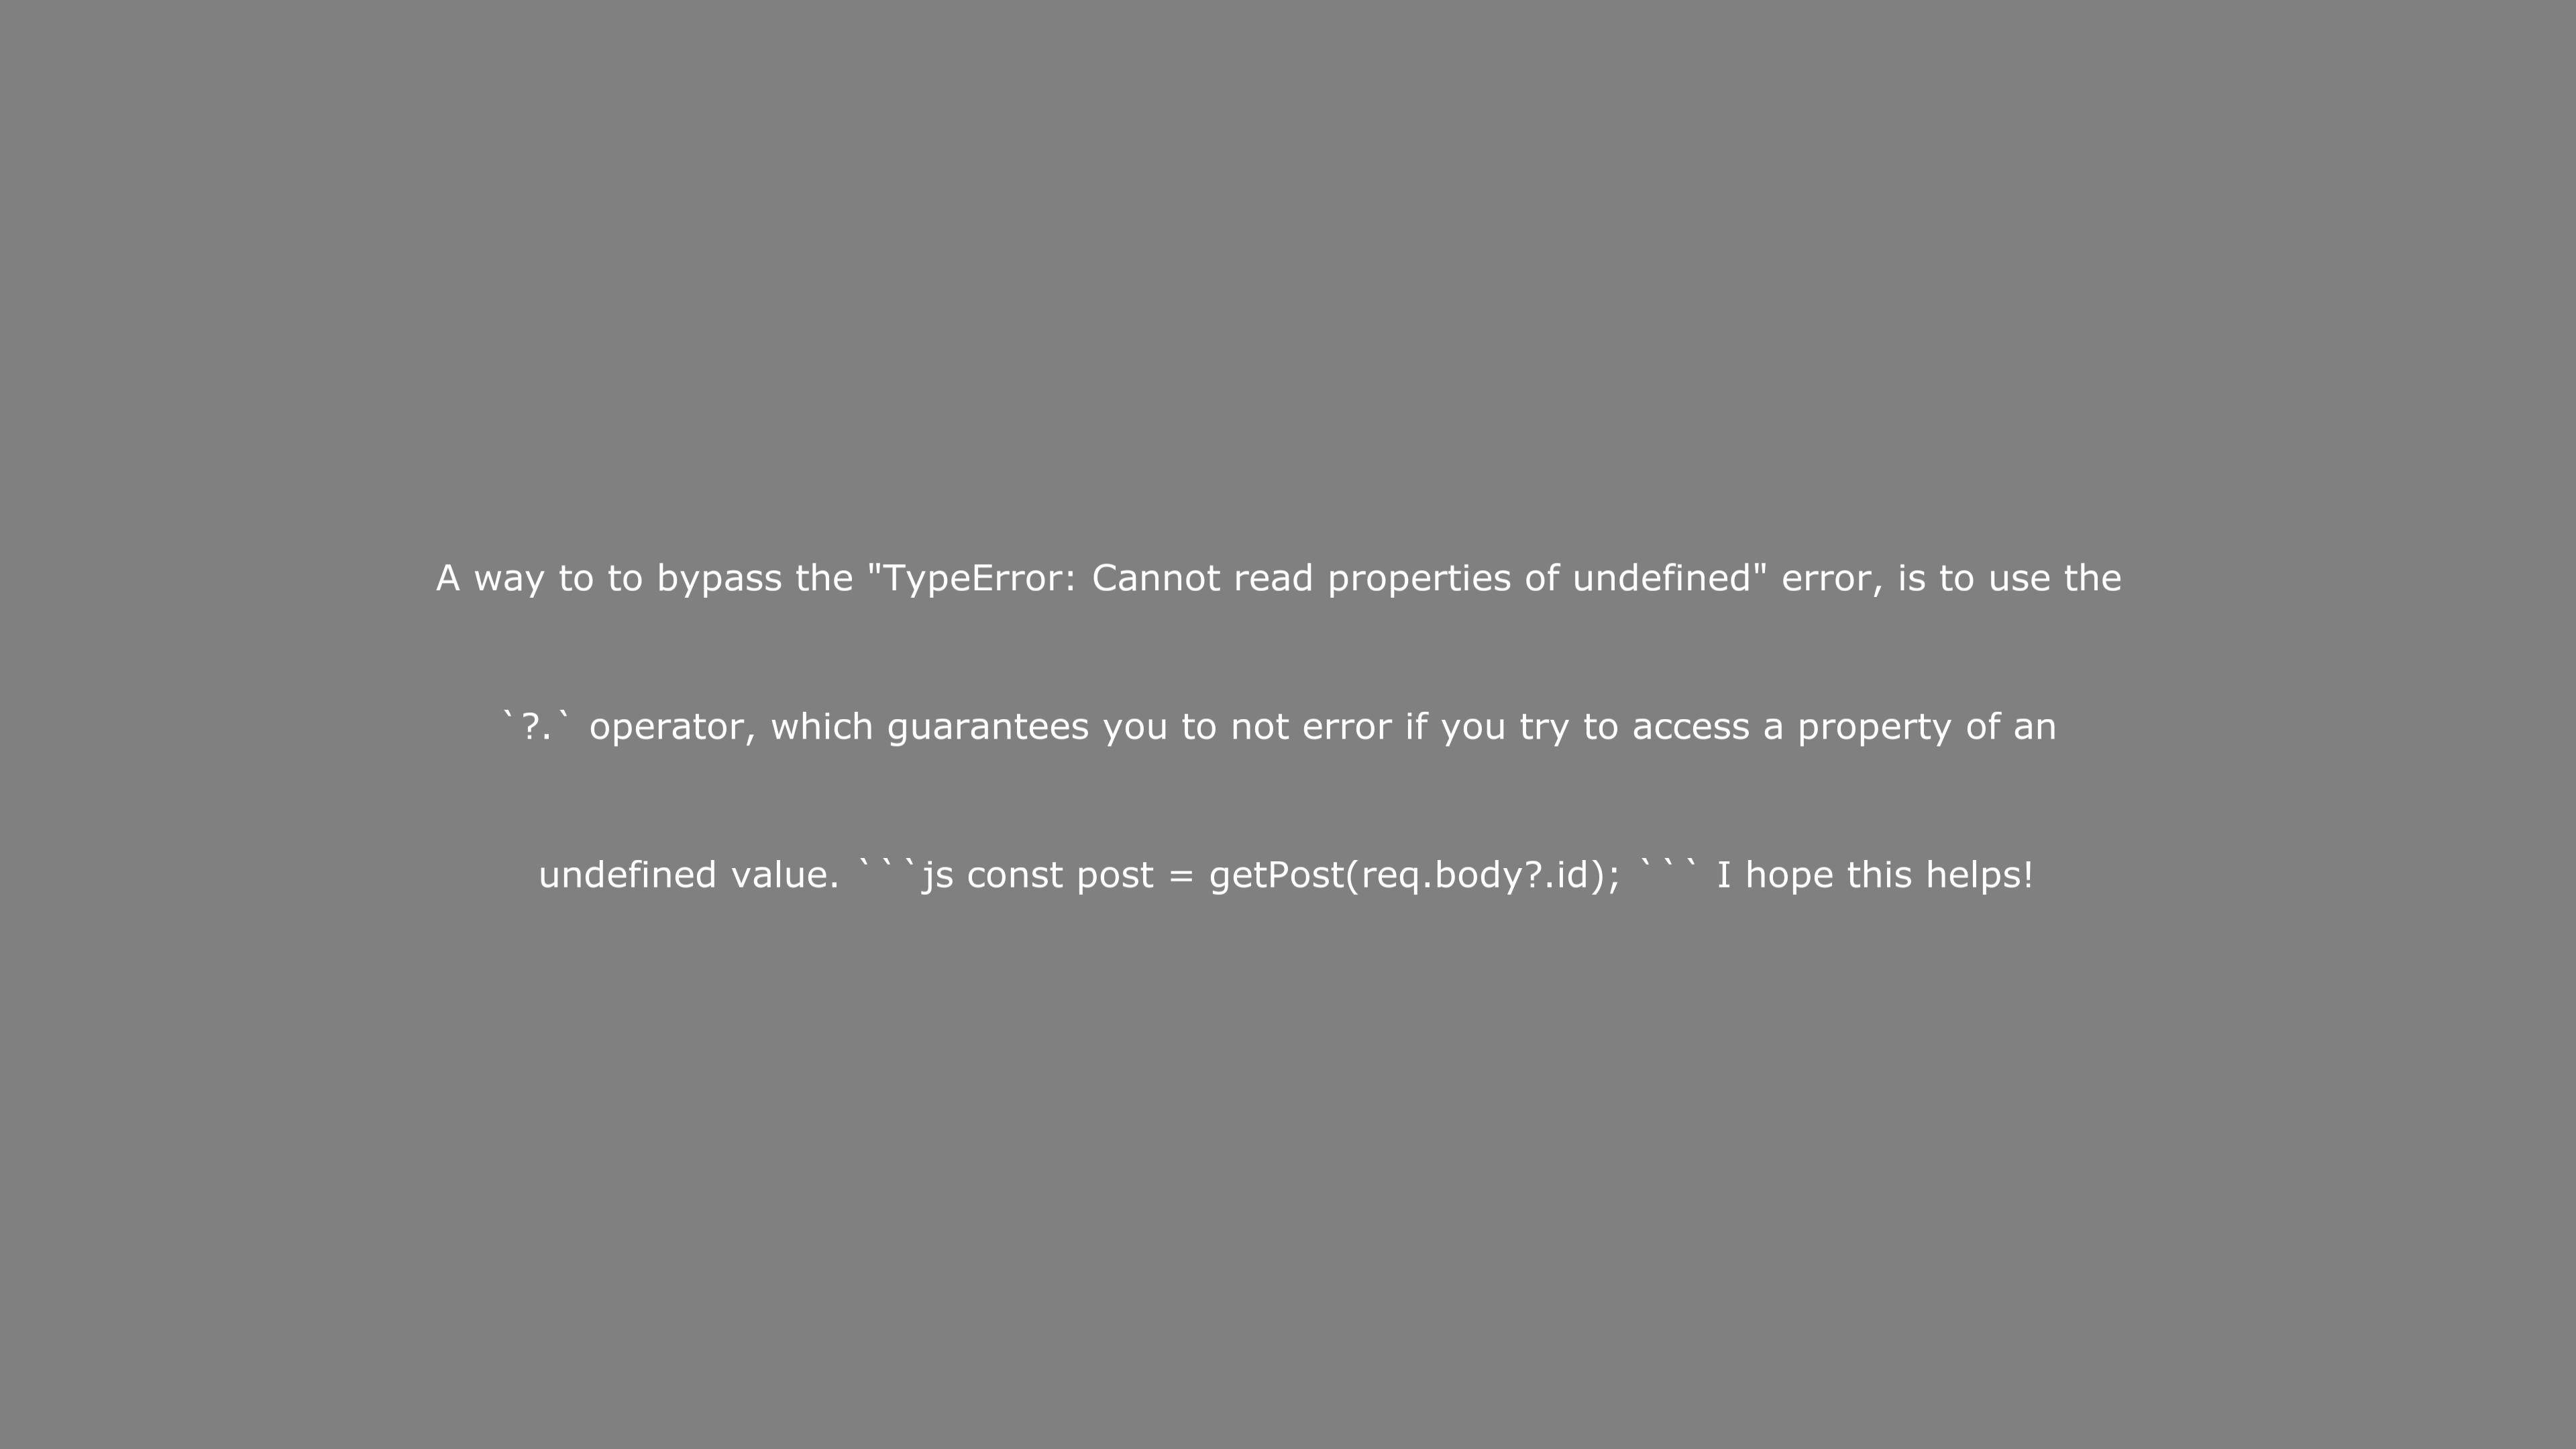 A way to to bypass the "TypeError: Cannot read properties of undefined" error, is to use the
`?.` operator, which guarantees you to not error if you try to access a property of an
undefined value. ```js const post = getPost(req.body?.id); ``` I hope this helps!